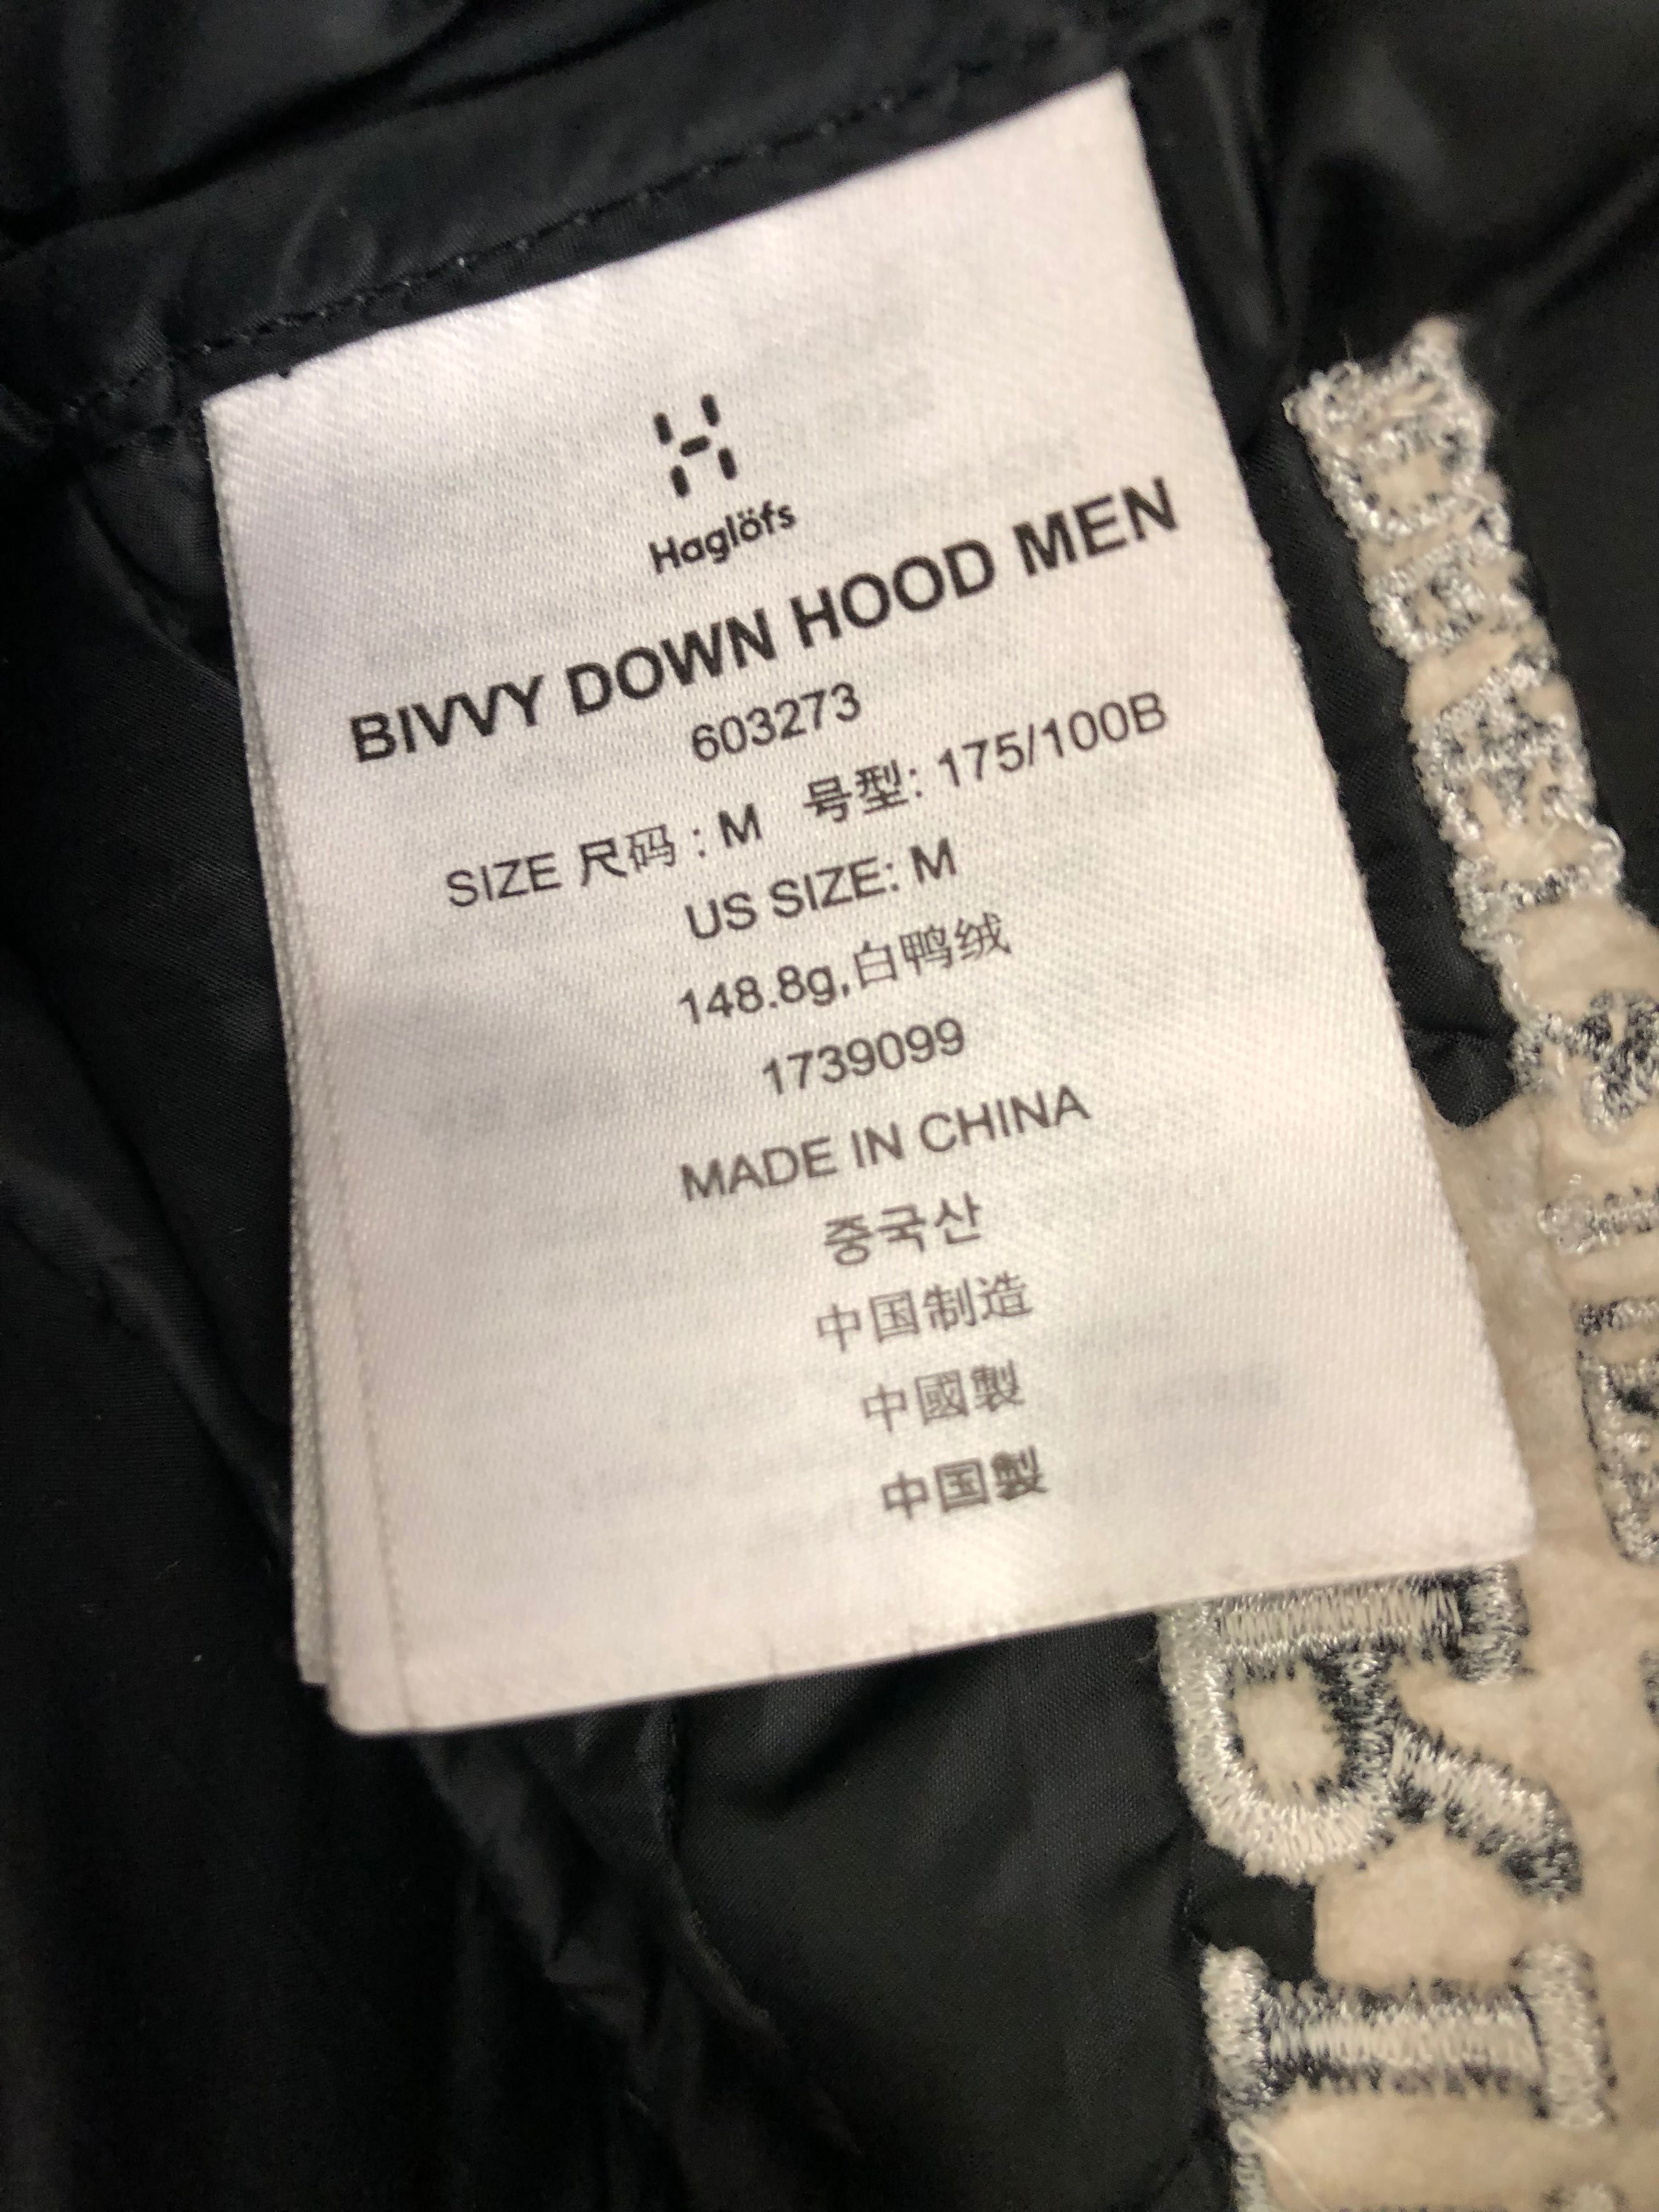 Haglöfs
BIVVY DOWN HOOD MEN
603273
SIZE 尺码 : M 号型: 175/100B
US SIZE: M
148.8g,白鸭绒
1739099
MADE IN CHINA
중국산
中国制造
中國製
中国製